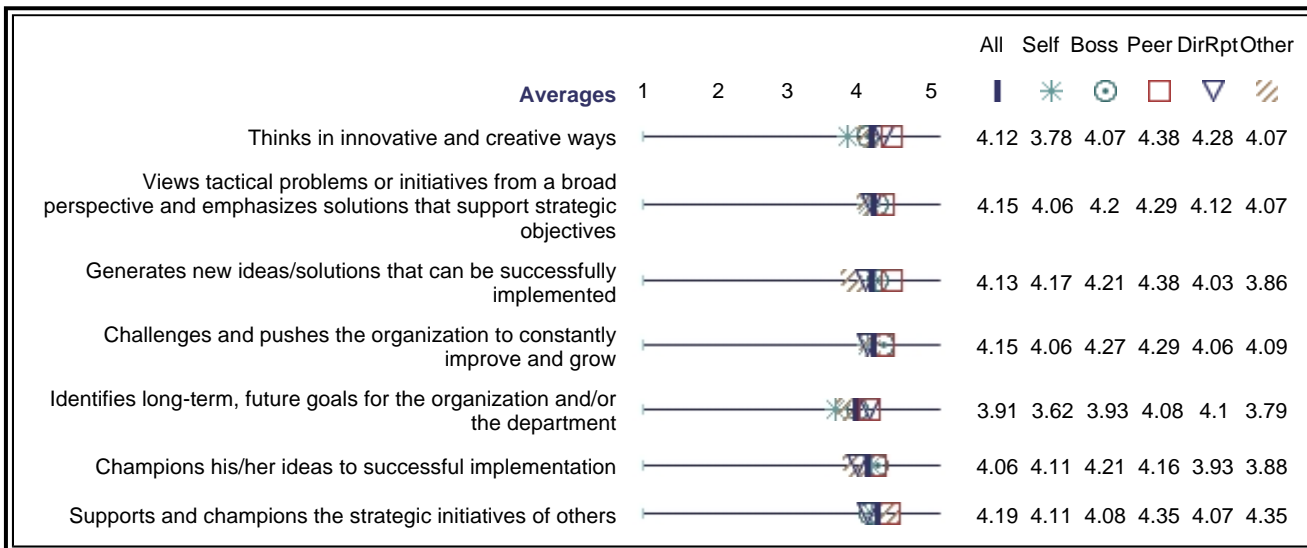 All Self Boss Peer DirRpt Other
Averages 1 2 3 4 5
Thinks in innovative and creative ways 4.12 3.78 4.07 4.38 4.28 4.07
Views tactical problems or initiatives from a broad
perspective and emphasizes solutions that support strategic 4.15 4.06 4.2 4.29 4.12 4.07
objectives
Generates new ideas/solutions that can be successfully
implemented 4.13 4.17 4.21 4.38 4.03 3.86
Challenges and pushes the organization to constantly
improve and grow 4.15 4.06 4.27 4.29 4.06 4.09
Identifies long-term, future goals for the organization and/or
the department 3.91 3.62 3.93 4.08 4.1 3.79
Champions his/her ideas to successful implementation 4.06 4.11 4.21 4.16 3.93 3.88
Supports and champions the strategic initiatives of others 4.19 4.11 4.08 4.35 4.07 4.35